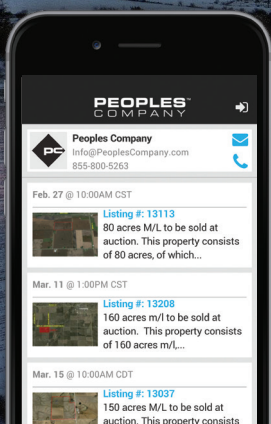 PEOPLES™
COMPANY
PC
Peoples Company
Info@PeoplesCompany.com
855-800-5263
Feb. 27 @ 10:00AM CST
Listing #: 13113
80 acres M/L to be sold at
auction. This property consists
of 80 acres, of which...
Mar. 11 @ 1:00PM CST
Listing #: 13208
160 acres m/l to be sold at
auction.  This property consists
of 160 acres m/l,...
Mar. 15 @ 10:00AM CDT
Listing #: 13037
150 acres M/L to be sold at
auction. This property consists